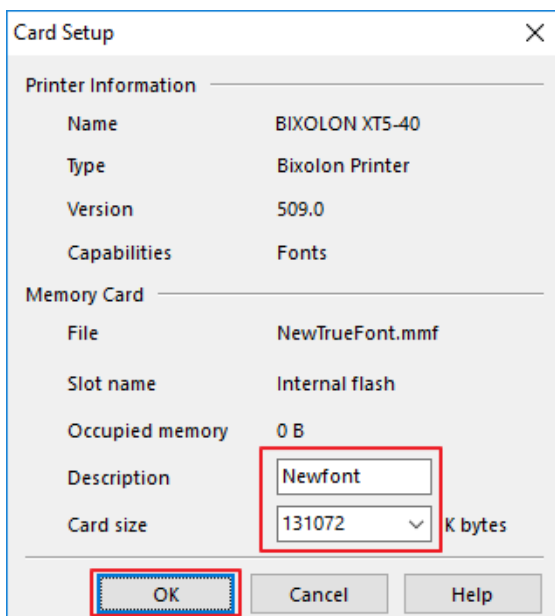 Card Setup
Printer Information
Name BIXOLON XT5-40
Type Bixolon Printer
Version 509.0
Capabilities Fonts
Memory Card
File NewTrueFont.mmf
Slot name Internal flash
Occupied memory 0 B
Description Newfont
Card size 131072 K bytes
OK Cancel Help